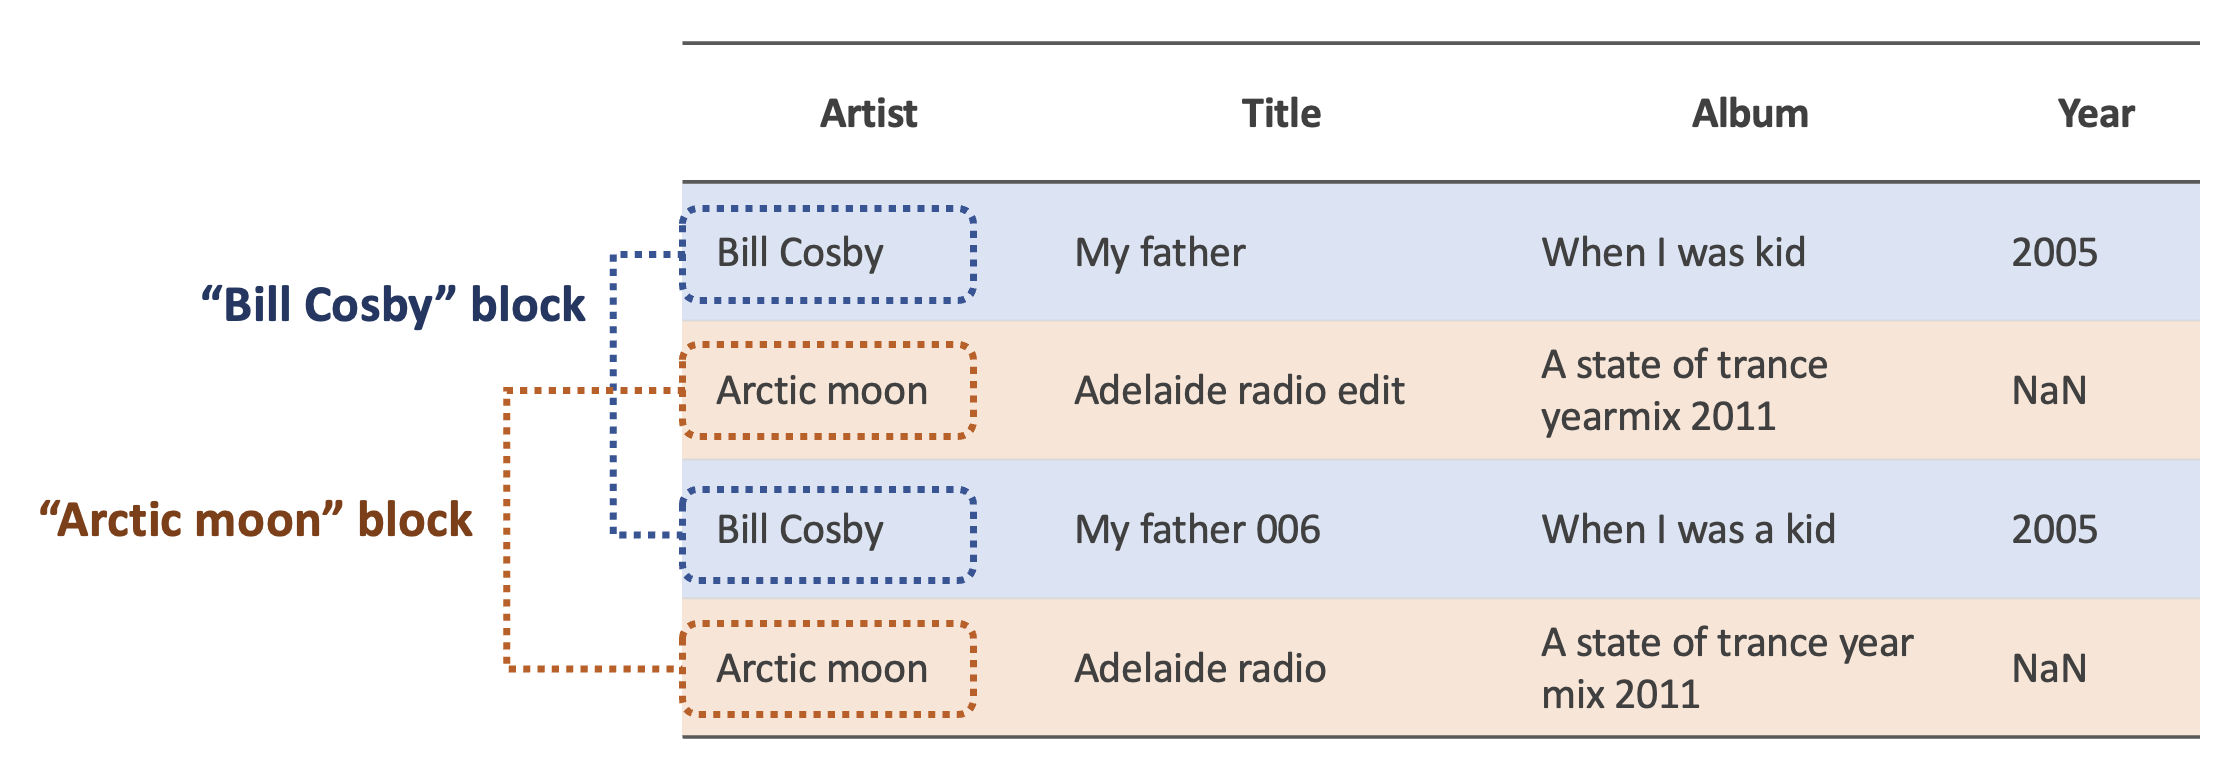 Artist Title Album Year
Bill Cosby My father When I was kid 2005
“Bill Cosby” block
Arctic moon Adelaide radio edit A state of trance
yearmix 2011 NaN
“Arctic moon” block
Bill Cosby My father 006 When I was a kid 2005
Arctic moon Adelaide radio A state of trance year
mix 2011 NaN